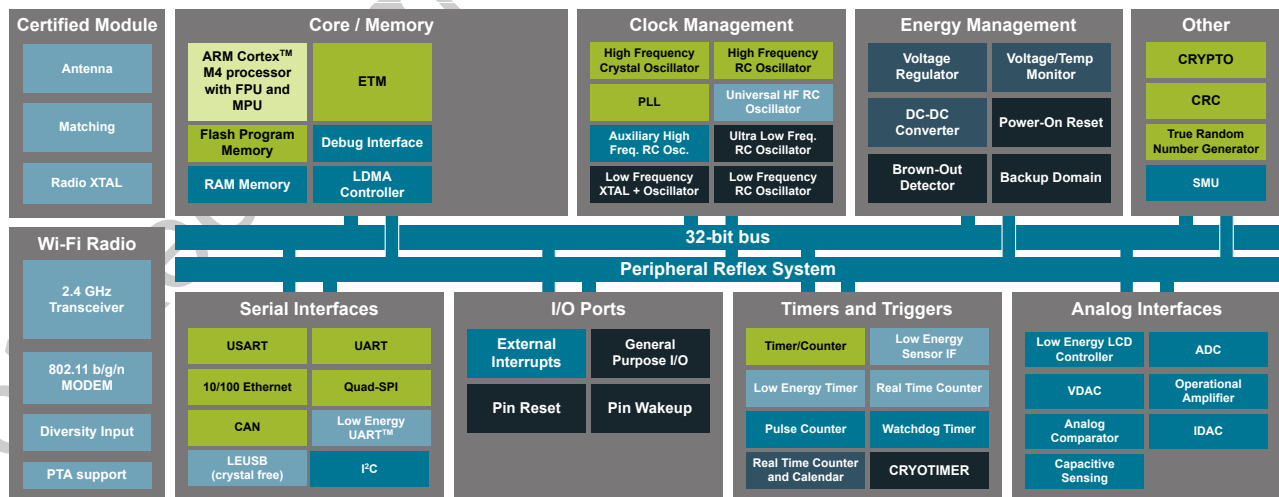 Certified Module
Antenna
Matching
Radio XTAL
Core / Memory
ARM Cortex™
M4 processor
with FPU and
MPU
ETM
Flash Program
Memory
Debug Interface
RAM Memory
LDMA
Controller
Clock Management
High Frequency
Crystal Oscillator
High Frequency
RC Oscillator
PLL
Universal HF RC
Oscillator
Auxiliary High
Freq. RC Osc.
Ultra Low Freq.
RC Oscillator
Low Frequency
XTAL + Oscillator
Low Frequency
RC Oscillator
Energy Management
Voltage
Regulator
Voltage/Temp
Monitor
DC-DC
Converter
Power-On Reset
Brown-Out
Detector
Backup Domain
Other
CRYPTO
CRC
True Random
Number Generator
SMU
32-bit bus
Peripheral Reflex System
Wi-Fi Radio
2.4 GHz
Transceiver
802.11 b/g/n
MODEM
Diversity Input
PTA support
Serial Interfaces
USART
UART
10/100 Ethernet
Quad-SPI
CAN
Low Energy
UART™
LEUSB
(crystal free)
I²C
I/O Ports
External
Interrupts
General
Purpose I/O
Pin Reset
Pin Wakeup
Timers and Triggers
Timer/Counter
Low Energy
Sensor IF
Low Energy Timer
Real Time Counter
Pulse Counter
Watchdog Timer
Real Time Counter
and Calendar
CRYOTIMER
Analog Interfaces
Low Energy LCD
Controller
ADC
VDAC
Operational
Amplifier
Analog
Comparator
IDAC
Capacitive
Sensing